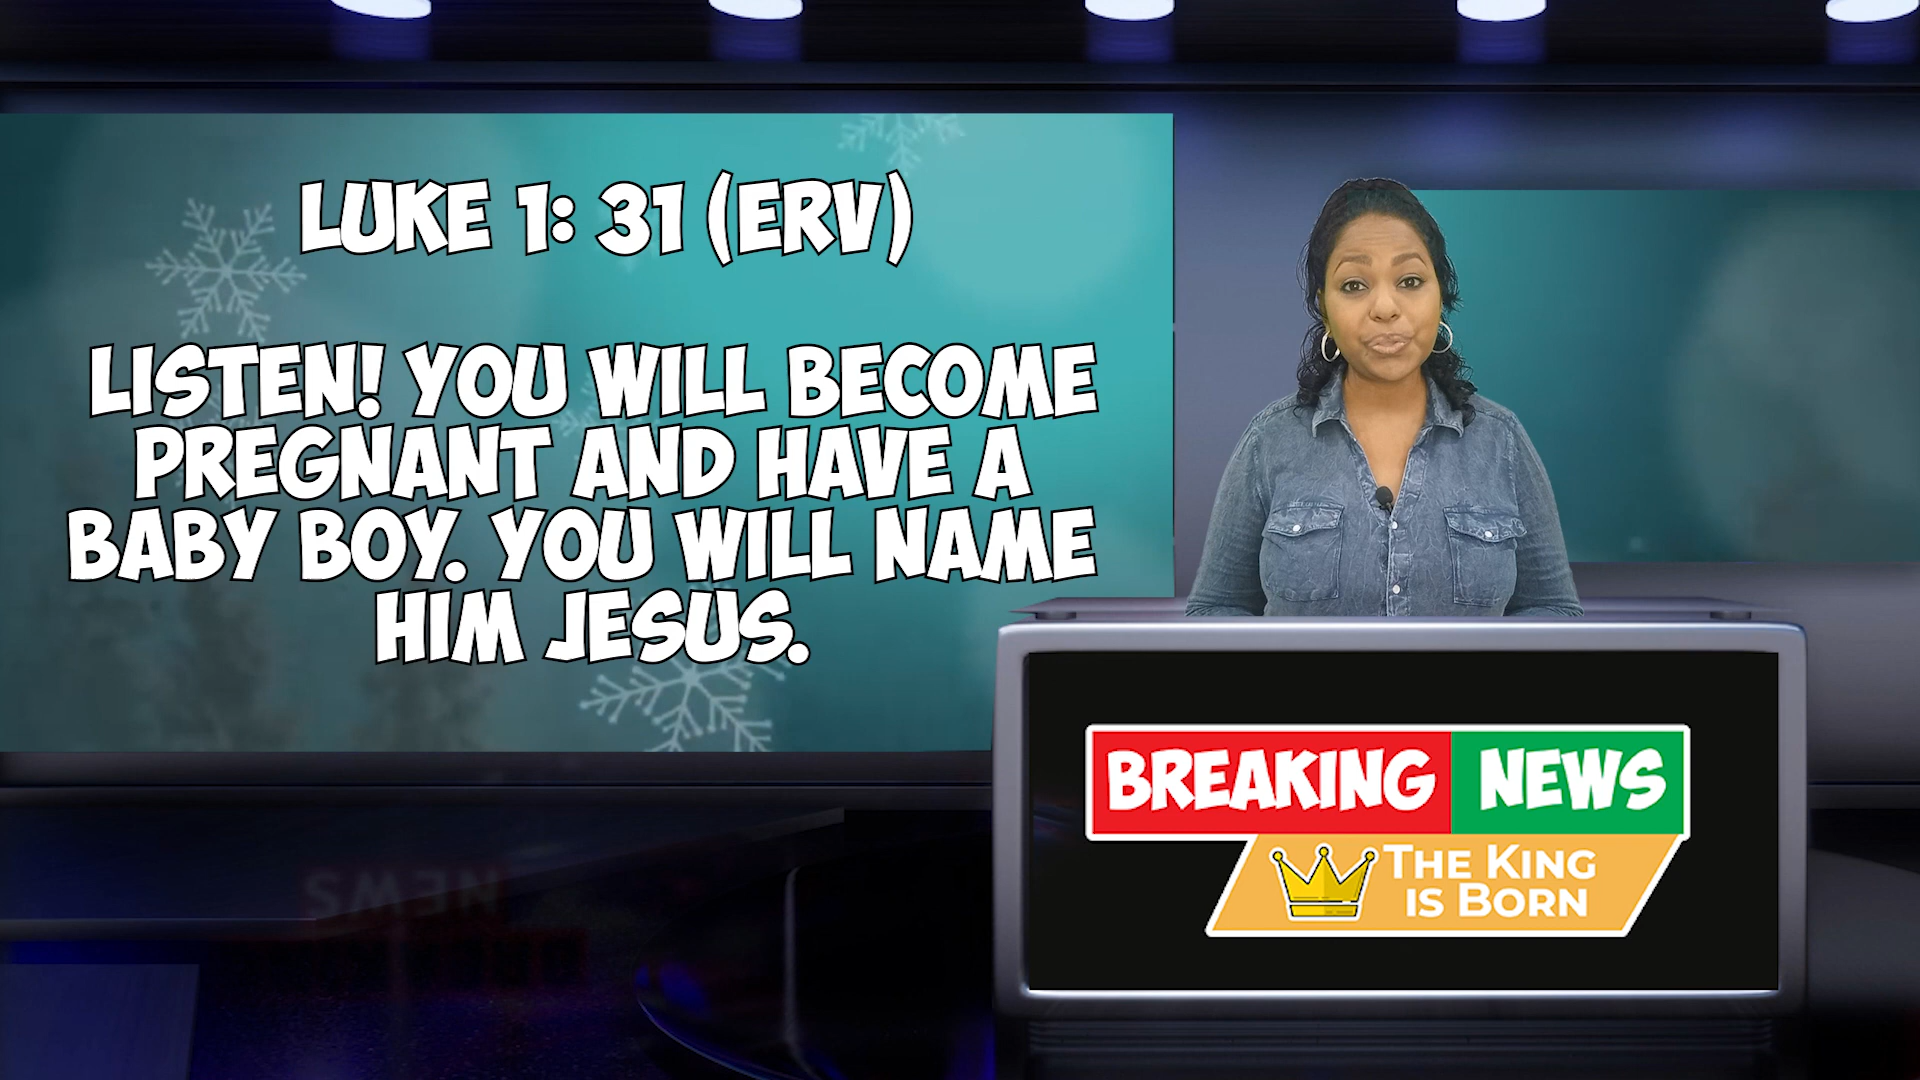 LUKE 1: 31 (ERV)
LISTEN! YOU WILL BECOME
PREGNANT AND HAVE A
BABY BOY. YOU WILL NAME
HIM JESUS.
BREAKING NEWS
THE KING
IS BORN
NEWS